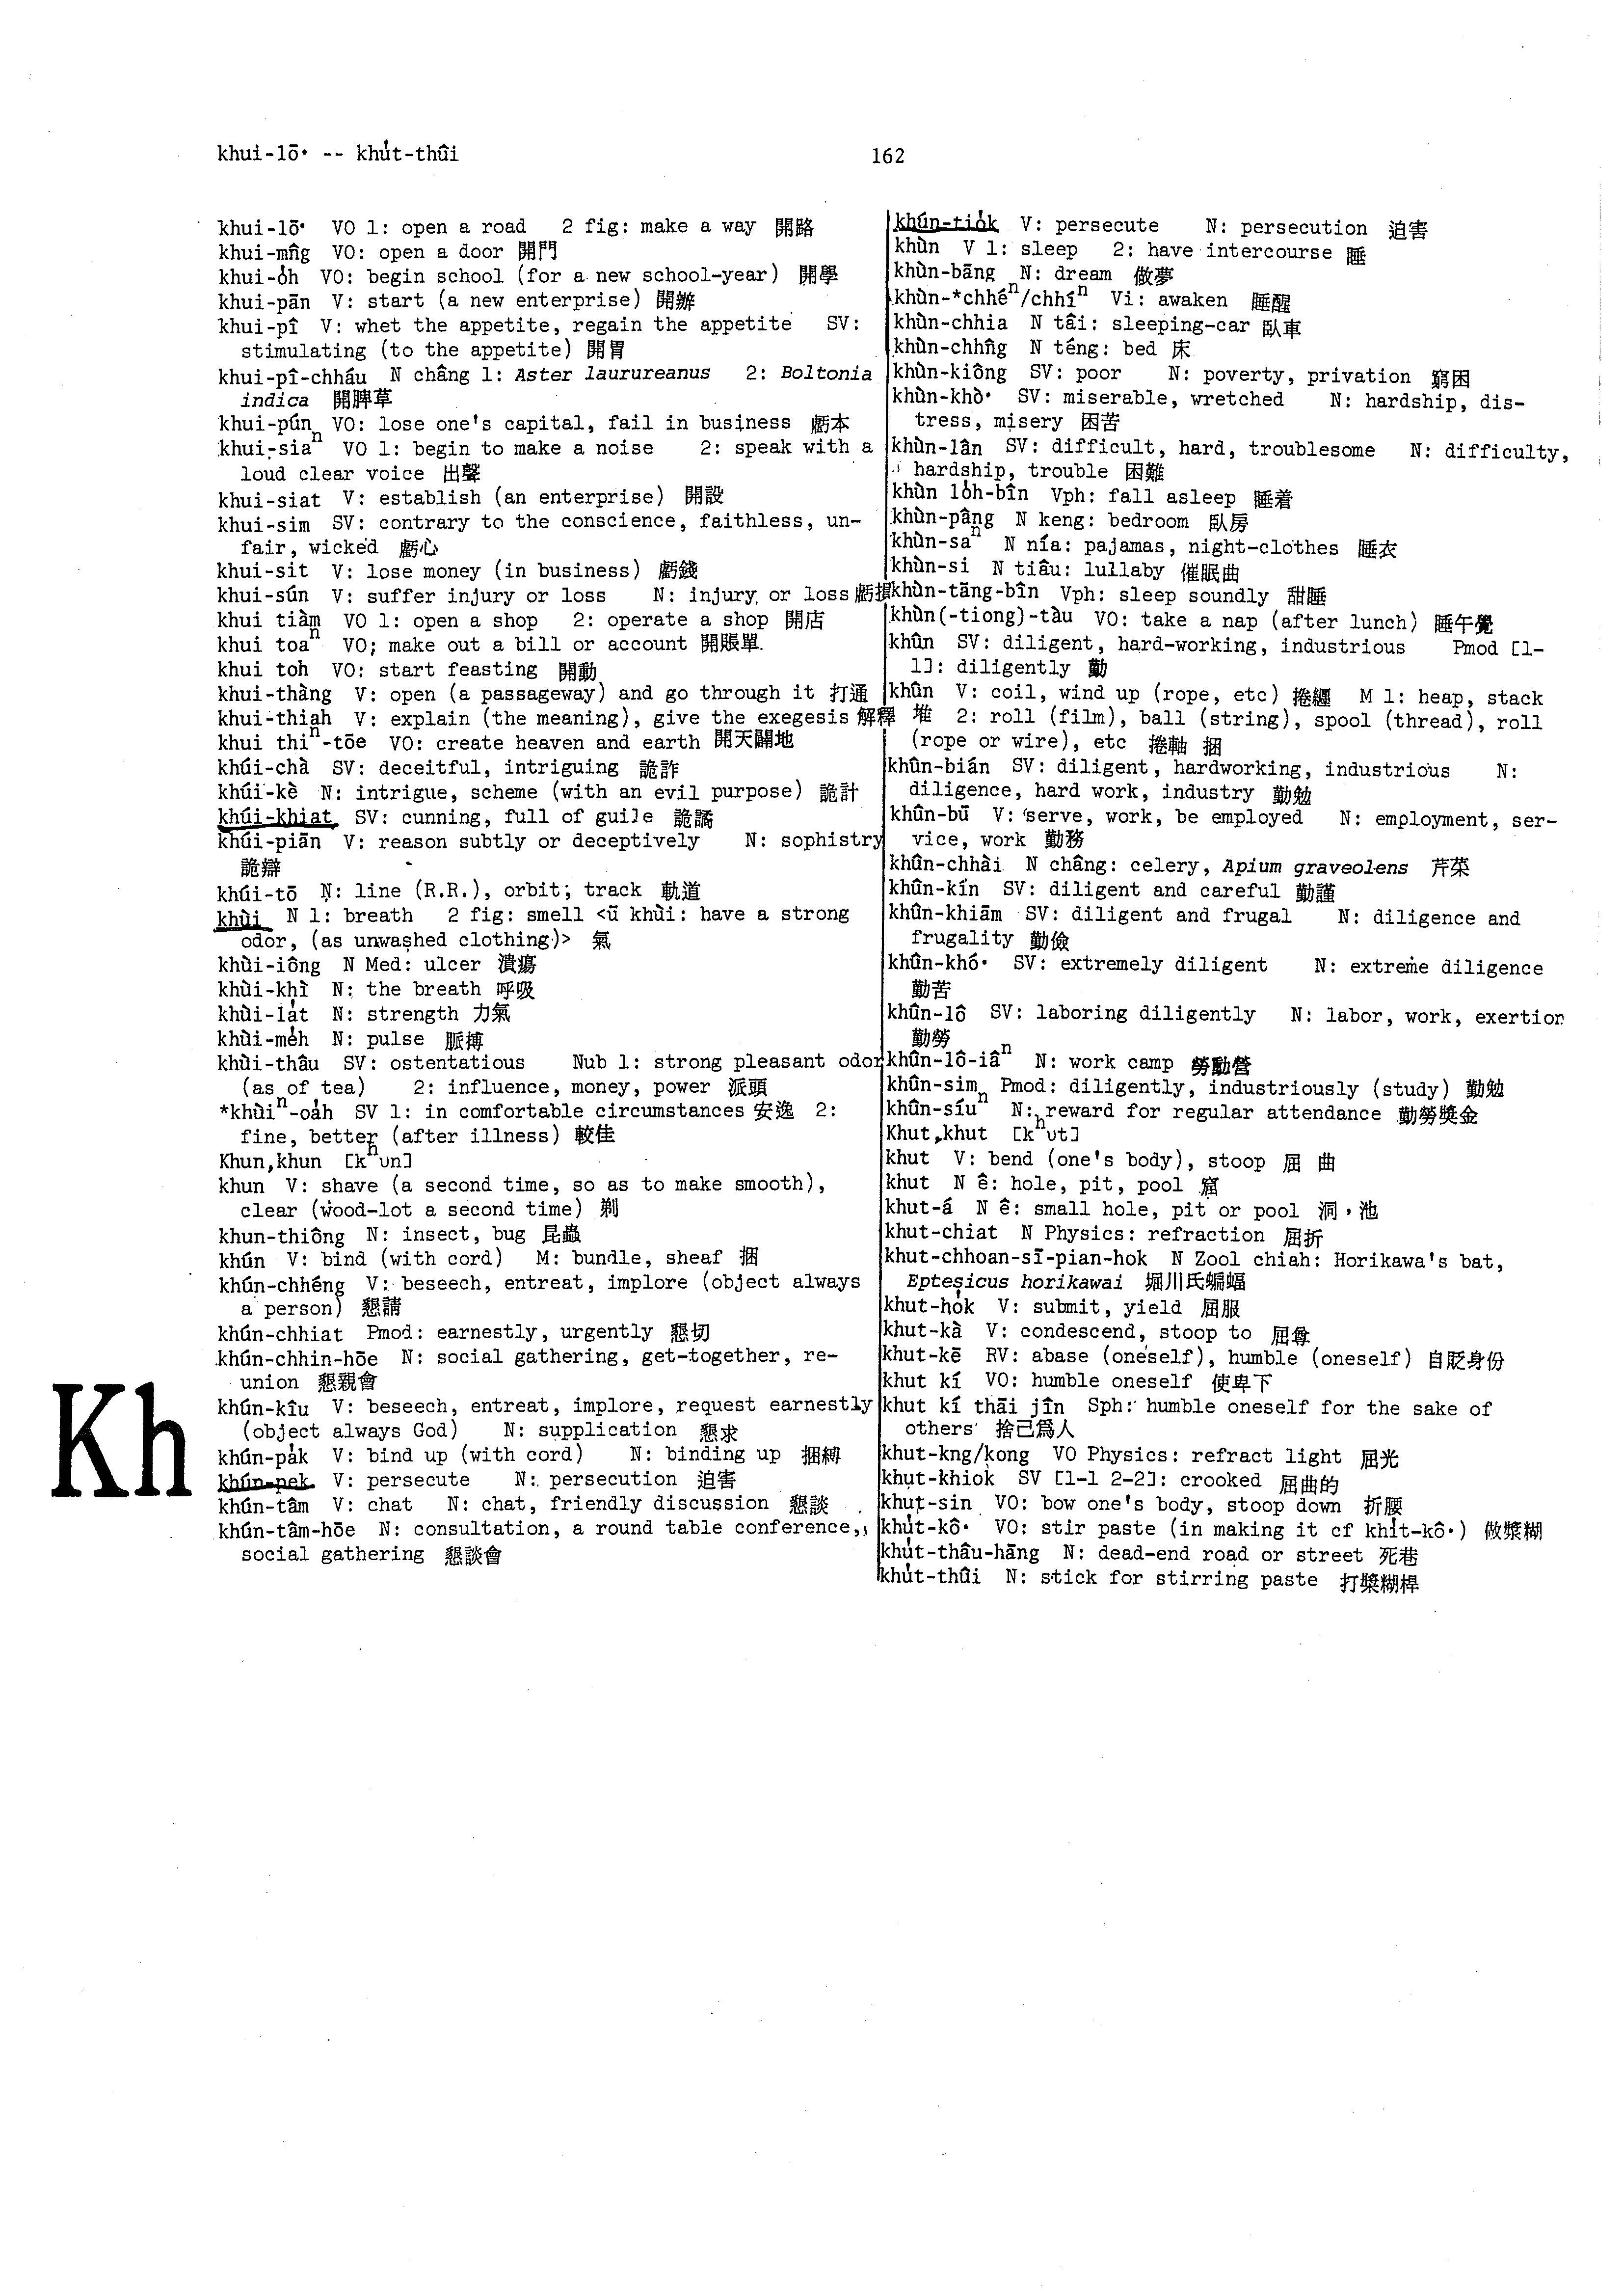 khui-lō· -- khu̍t-thûi
162
khui-lō· VO 1: open a road 2 fig: make a way 開路
khui-mn̂g VO: open a door 開門
khui-o̍h VO: begin school (for a new school-year) 開學
khui-pān V: start (a new enterprise) 開辦
khui-pî V: whet the appetite, regain the appetite SV:
stimulating (to the appetite) 開胃
khui-pî-chháu N châng 1: Aster laurureanus 2: Boltonia
indica 開脾草
khui-pún VO: lose one's capital, fail in business 虧本
khui-siaⁿ VO 1: begin to make a noise 2: speak with a
loud clear voice 出聲
khui-siat V: establish (an enterprise) 開設
khui-sim SV: contrary to the conscience, faithless, un-
fair, wicked 虧心
khui-sit V: lose money (in business) 虧錢
khui-sún V: suffer injury or loss N: injury or loss 虧損
khui tiàm VO 1: open a shop 2: operate a shop 開店
khui toaⁿ VO; make out a bill or account 開賬單
khui toh VO: start feasting 開動
khui-thàng V: open (a passageway) and go through it 打通
khui-thiah V: explain (the meaning), give the exegesis 解釋
khui thiⁿ-tōe VO: create heaven and earth 開天闢地
khúi-chà SV: deceitful, intriguing 詭詐
khúi-kè N: intrigue, scheme (with an evil purpose) 詭計
khúi-khiat SV: cunning, full of guile 詭譎
khúi-piān V: reason subtly or deceptively N: sophistry
詭辯
khúi-tō N: line (R.R.), orbit; track 軌道
khùi N 1: breath 2 fig: smell <ū khùi: have a strong
odor, (as unwashed clothing)> 氣
khùi-iông N Med: ulcer 潰瘍
khùi-khì N: the breath 呼吸
khùi-la̍t N: strength 力氣
khùi-me̍h N: pulse 脈搏
khùi-thâu SV: ostentatious Nub 1: strong pleasant odor
(as of tea) 2: influence, money, power 派頭
*khùiⁿ-oa̍h SV 1: in comfortable circumstances 安逸 2:
fine, better (after illness) 較佳
Khun,khun [kʰun]
khun V: shave (a second time, so as to make smooth),
clear (wood-lot a second time) 剃
khun-thiông N: insect, bug 昆蟲
khún V: bind (with cord) M: bundle, sheaf 捆
khún-chhéng V: beseech, entreat, implore (object always
a person) 懇請
khún-chhiat Pmod: earnestly, urgently 懇切
khún-chhin-hōe N: social gathering, get-together, re-
union 懇親會
khún-kîu V: beseech, entreat, implore, request earnestly
(object always God) N: supplication 懇求
khún-pa̍k V: bind up (with cord) N: binding up 捆縛
khún-pek V: persecute N: persecution 迫害
khún-tâm V: chat N: chat, friendly discussion 懇談
khún-tâm-hōe N: consultation, a round table conference,
social gathering 懇談會
Kh
khún-tio̍k V: persecute N: persecution 迫害
khùn V 1: sleep 2: have intercourse 睡
khùn-bāng N: dream 做夢
khùn-*chhéⁿ/chhíⁿ Vi: awaken 睡醒
khùn-chhia N tâi: sleeping-car 臥車
khùn-chhn̂g N téng: bed 床
khùn-kiông SV: poor N: poverty, privation 窮困
khùn-khò· SV: miserable, wretched N: hardship, dis-
tress, misery 困苦
khùn-lân SV: difficult, hard, troublesome N: difficulty,
hardship, trouble 困難
khùn lo̍h-bîn Vph: fall asleep 睡着
khùn-pâng N keng: bedroom 臥房
khùn-saⁿ N nía: pajamas, night-clothes 睡衣
khùn-si N tiâu: lullaby 催眠曲
khùn-tāng-bîn Vph: sleep soundly 甜睡
khùn(-tiong)-tàu VO: take a nap (after lunch) 睡午覺
khûn SV: diligent, hard-working, industrious Pmod [1-
1]: diligently 勤
khûn V: coil, wind up (rope, etc) 捲纏 M 1: heap, stack
堆 2: roll (film), ball (string), spool (thread), roll
(rope or wire), etc 捲軸 捆
khûn-bián SV: diligent, hardworking, industrious N:
diligence, hard work, industry 勤勉
khûn-bū V: serve, work, be employed N: employment, ser-
vice, work 勤務
khûn-chhài N châng: celery, Apium graveolens 芹菜
khûn-kín SV: diligent and careful 勤謹
khûn-khiām SV: diligent and frugal N: diligence and
frugality 勤儉
khûn-khó· SV: extremely diligent N: extreme diligence
勤苦
khûn-lô SV: laboring diligently N: labor, work, exertion
勤勞
khûn-lô-iâⁿ N: work camp 勞動營
khûn-sim Pmod: diligently, industriously (study) 勤勉
khûn-síuⁿ N: reward for regular attendance 勤勞獎金
Khut,khut [kʰut]
khut V: bend (one's body), stoop 屈 曲
khut N ê: hole, pit, pool 窟
khut-á N ê: small hole, pit or pool 洞，池
khut-chiat N Physics: refraction 屈折
khut-chhoan-sī-pian-hok N Zool chiah: Horikawa's bat,
Eptesicus horikawai 堀川氏蝙蝠
khut-ho̍k V: submit, yield 屈服
khut-kà V: condescend, stoop to 屈尊
khut-kē RV: abase (oneself), humble (oneself) 自貶身份
khut kí VO: humble oneself 使卑下
khut kí thāi jîn Sph: humble oneself for the sake of
others 捨己爲人
khut-kng/kong VO Physics: refract light 屈光
khut-khiok SV [1-1 2-2]: crooked 屈曲的
khut-sin VO: bow one's body, stoop down 折腰
khu̍t-kô· VO: stir paste (in making it cf khi̍t-kô·) 做漿糊
khu̍t-thâu-hāng N: dead-end road or street 死巷
khu̍t-thûi N: stick for stirring paste 打漿糊桿